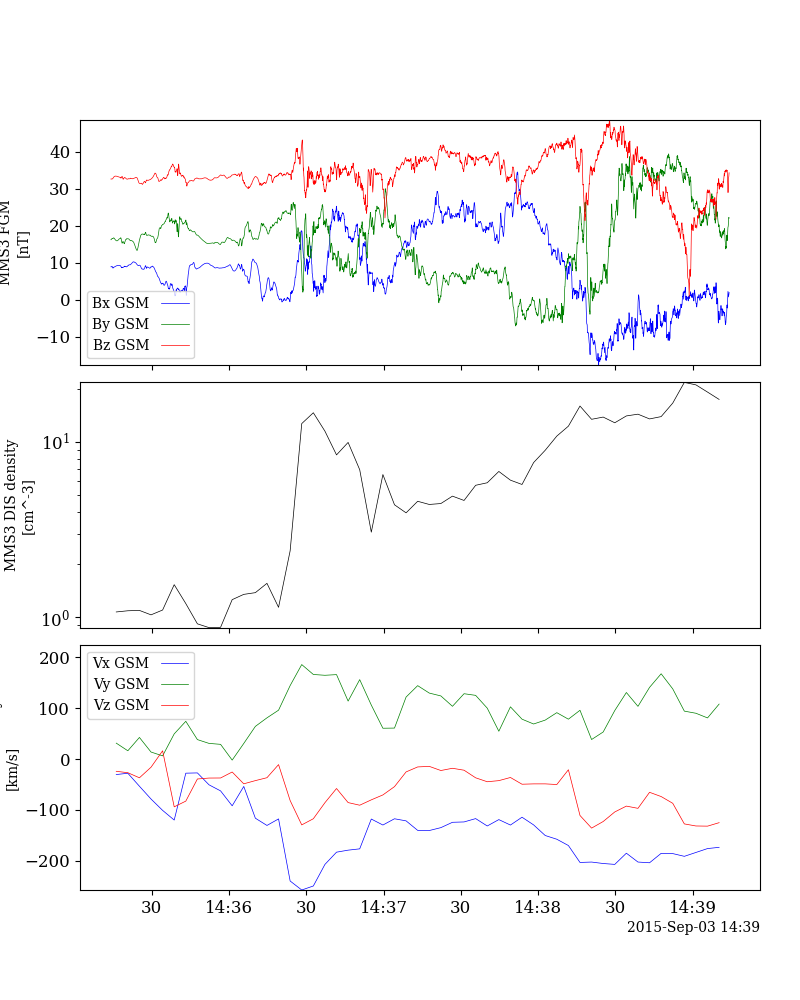 MMS3 FGM
[nT]
40
30
20
10
0
−10
Bx GSM
By GSM
Bz GSM
MMS3 DIS density
[cm^-3]
10^1
10^0
[km/s]
200
100
0
−100
−200
Vx GSM
Vy GSM
Vz GSM
30 14:36 30 14:37 30 14:38 30 14:39
2015-Sep-03 14:39